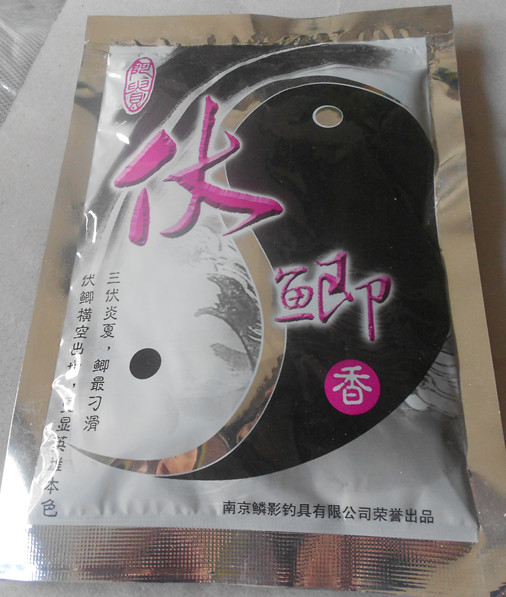 伏
鲫
香
三伏炎夏，鲫最刁滑
伏鲫横空出，显英雄本色
南京鳞影钓具有限公司荣誉出品